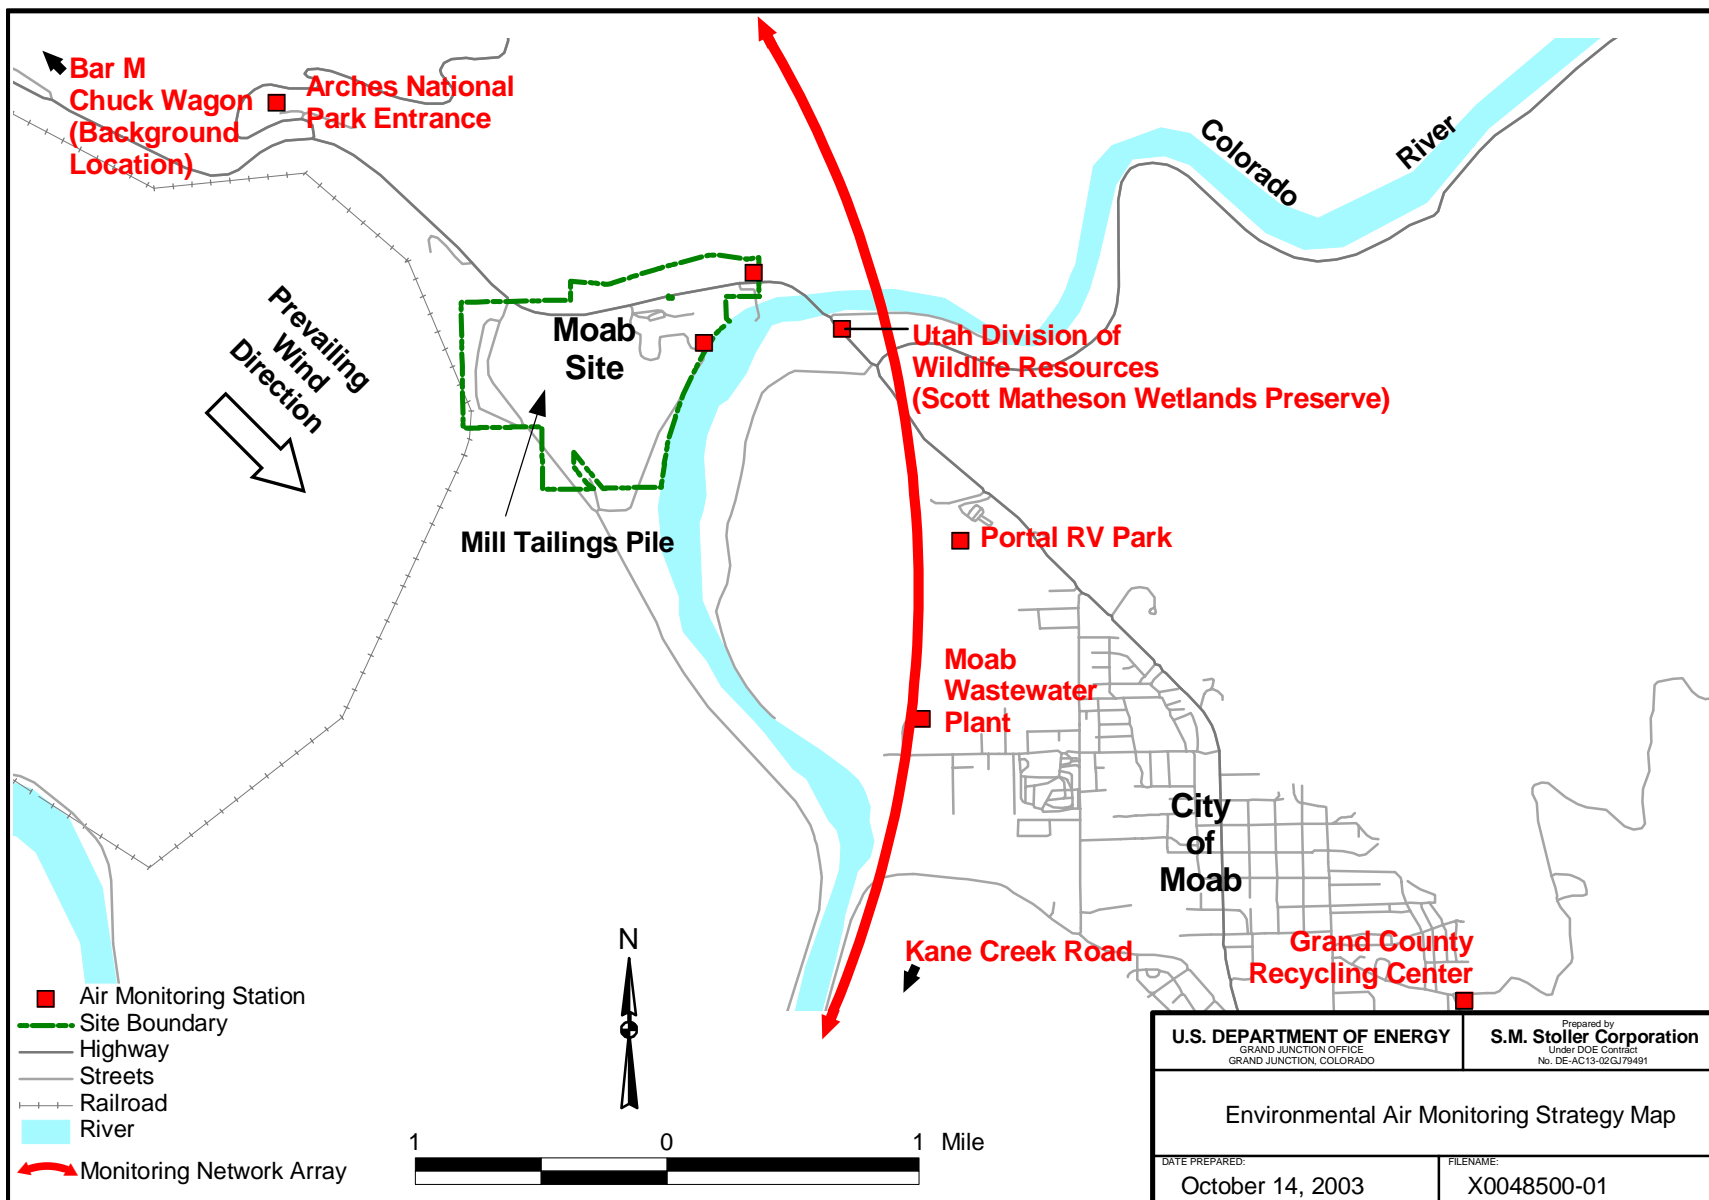 Bar M
Chuck Wagon
(Background
Location)
Arches National
Park Entrance
Colorado
River
Prevailing
Wind
Direction
Moab
Site
Utah Division of
Wildlife Resources
(Scott Matheson Wetlands Preserve)
Mill Tailings Pile
Portal RV Park
Moab
Wastewater
Plant
City
of
Moab
Kane Creek Road
Grand County
Recycling Center
N
Air Monitoring Station
Site Boundary
Highway
Streets
Railroad
River
Monitoring Network Array
1 0 1 Mile
U.S. DEPARTMENT OF ENERGY
GRAND JUNCTION OFFICE
GRAND JUNCTION, COLORADO
Prepared by
S.M. Stoller Corporation
Under DOE Contract
No. DE-AC13-02GJ79491
Environmental Air Monitoring Strategy Map
DATE PREPARED:
October 14, 2003
FILENAME:
X0048500-01